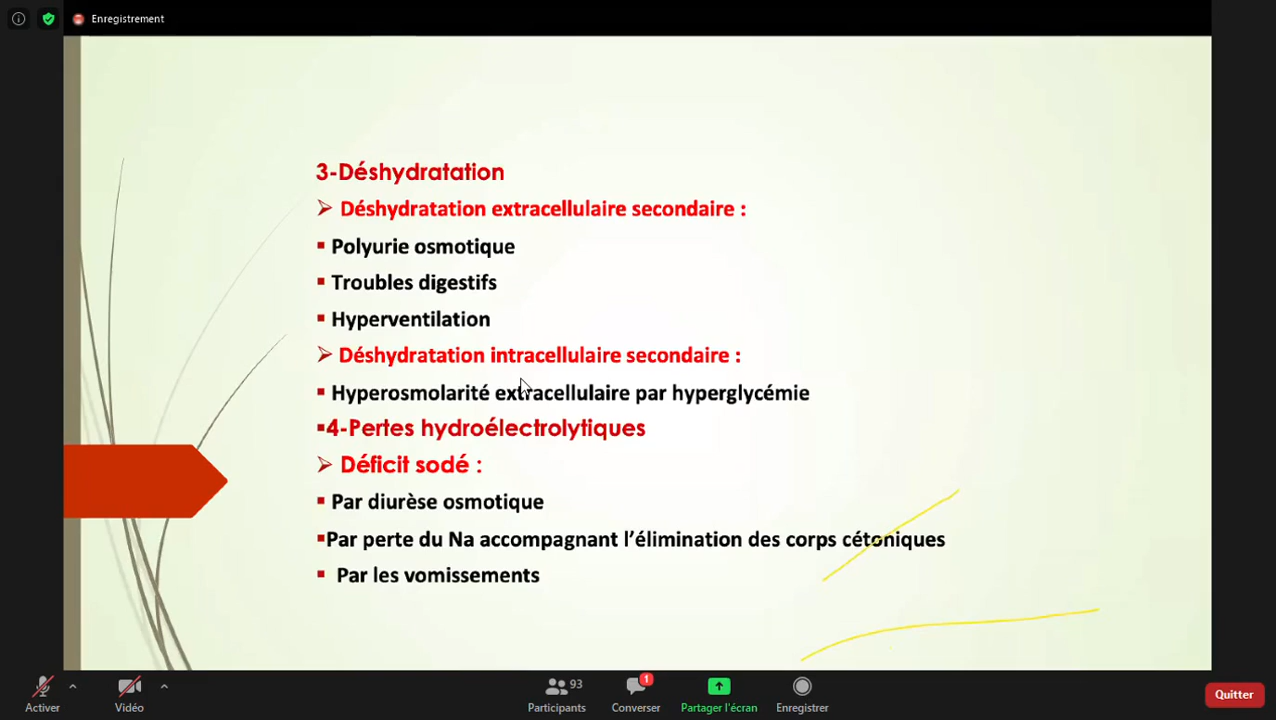 Enregistrement
3-Déshydratation
➢ Déshydratation extracellulaire secondaire :
▪ Polyurie osmotique
▪ Troubles digestifs
▪ Hyperventilation
➢ Déshydratation intracellulaire secondaire :
▪ Hyperosmolarité extracellulaire par hyperglycémie
▪4-Pertes hydroélectrolytiques
➢ Déficit sodé :
▪ Par diurèse osmotique
▪Par perte du Na accompagnant l’élimination des corps cétoniques
▪ Par les vomissements
93
1
Activer
Vidéo
Participants
Converser
Partager l'écran
Enregistrer
Quitter